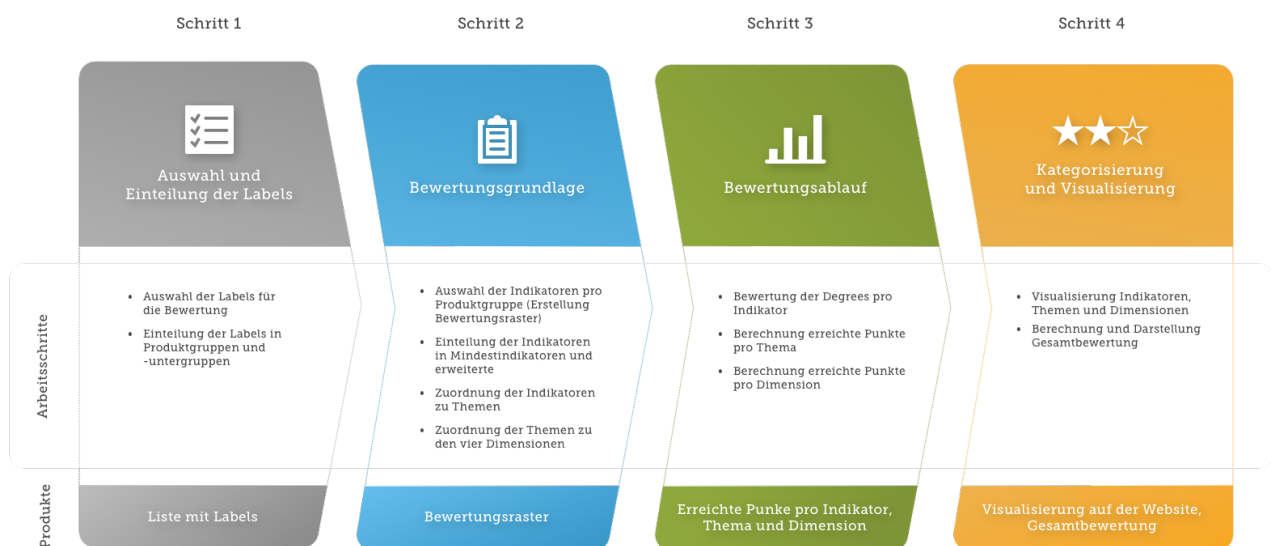 Schritt 1
Schritt 2
Schritt 3
Schritt 4
Auswahl und
Einteilung der Labels
Bewertungsgrundlage
Bewertungsablauf
Kategorisierung
und Visualisierung
Arbeitsschritte
• Auswahl der Labels für
die Bewertung
• Einteilung der Labels in
Produktgruppen und
-untergruppen
• Auswahl der Indikatoren pro
Produktgruppe (Erstellung
Bewertungsraster)
• Einteilung der Indikatoren
in Mindestindikatoren und
erweiterte
• Zuordnung der Indikatoren
zu Themen
• Zuordnung der Themen zu
den vier Dimensionen
• Bewertung der Degrees pro
Indikator
• Berechnung erreichte Punkte
pro Thema
• Berechnung erreichte Punkte
pro Dimension
• Visualisierung Indikatoren,
Themen und Dimensionen
• Berechnung und Darstellung
Gesamtbewertung
Produkte
Liste mit Labels
Bewertungsraster
Erreichte Punke pro Indikator,
Thema und Dimension
Visualisierung auf der Website,
Gesamtbewertung